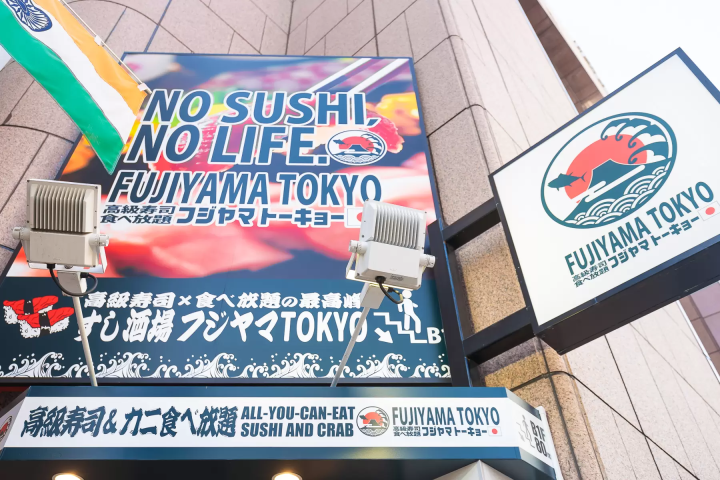 NO SUSHI,
NO LIFE.
FUJIYAMA TOKYO
高級寿司
食べ放題 フジヤマトーキョー
高級寿司×食べ放題の最高峰
すし酒場 フジヤマTOKYO
B1
FUJIYAMA TOKYO
高級寿司
食べ放題 フジヤマトーキョー
高級寿司&カニ食べ放題
ALL-YOU-CAN-EAT
SUSHI AND CRAB
FUJIYAMA TOKYO
高級寿司
食べ放題 フジヤマトーキョー
B1F